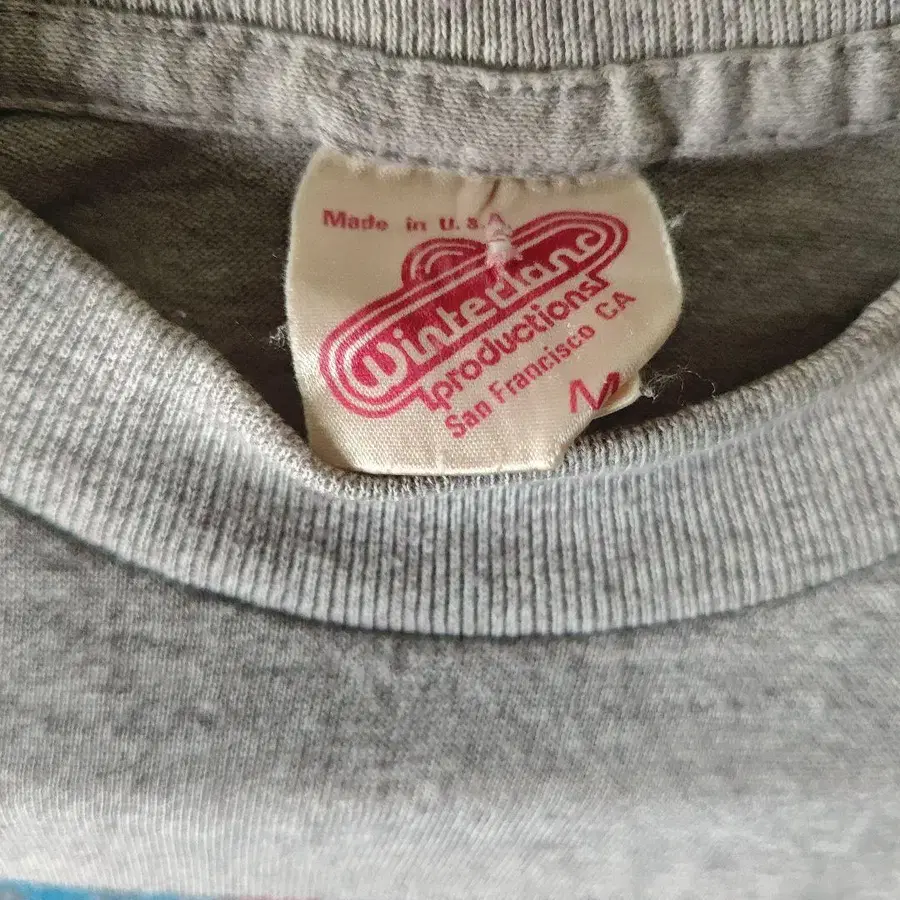 Made in U.S.A
Winterland
productions
San Francisco CA